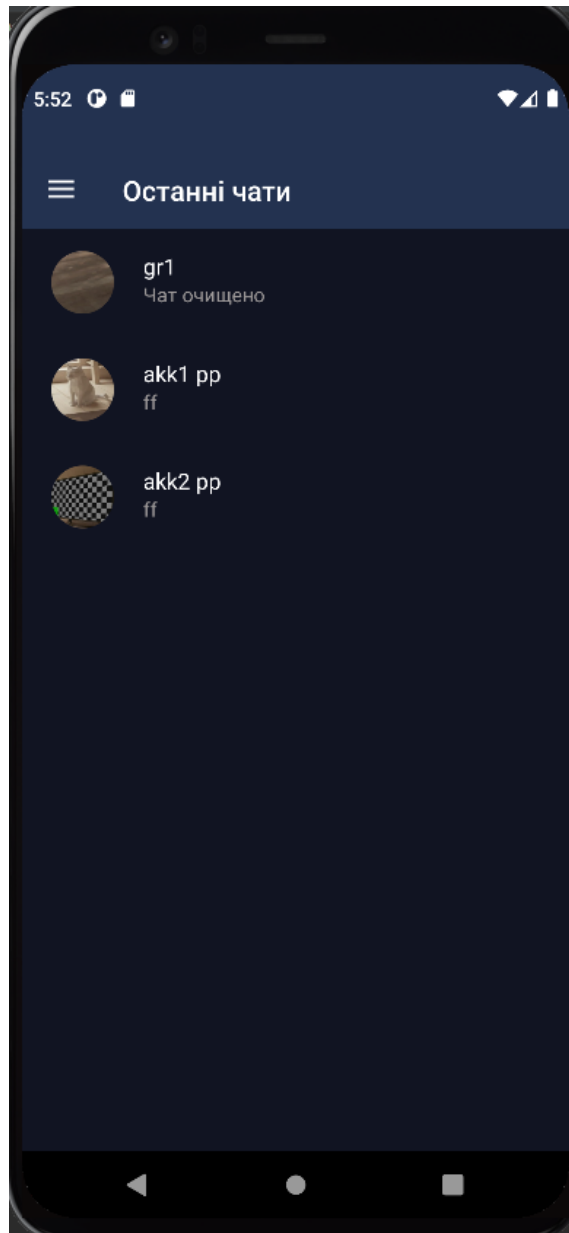 5:52
Останні чати
gr1
Чат очищено
akk1 pp
ff
akk2 pp
ff